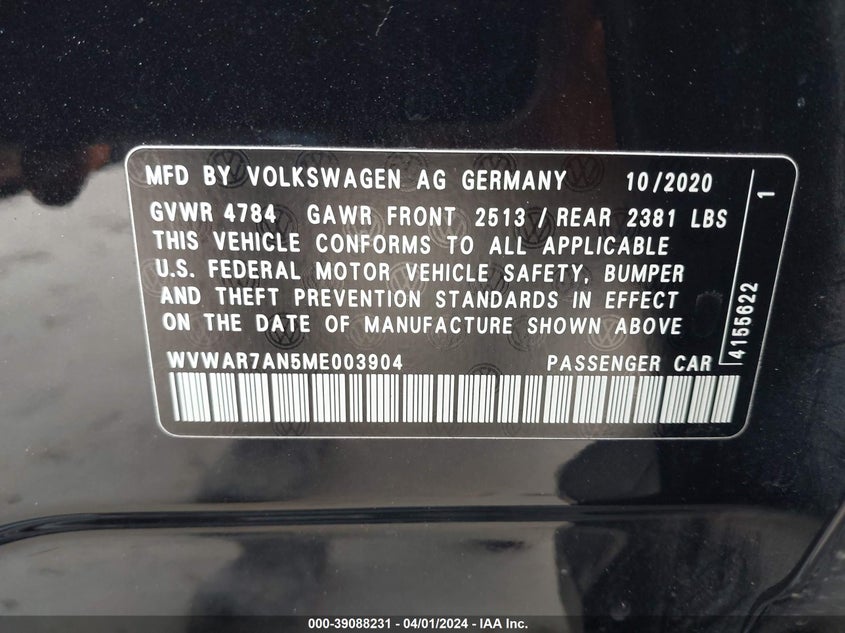 MFD BY VOLKSWAGEN AG GERMANY 10/2020
GVWR 4784 GAWR FRONT 2513 / REAR 2381 LBS
THIS VEHICLE CONFORMS TO ALL APPLICABLE
U.S. FEDERAL MOTOR VEHICLE SAFETY, BUMPER
AND THEFT PREVENTION STANDARDS IN EFFECT
ON THE DATE OF MANUFACTURE SHOWN ABOVE
WVWAR7AN5ME003904 PASSENGER CAR
4155622 1
000-39088231 - 04/01/2024 - IAA Inc.